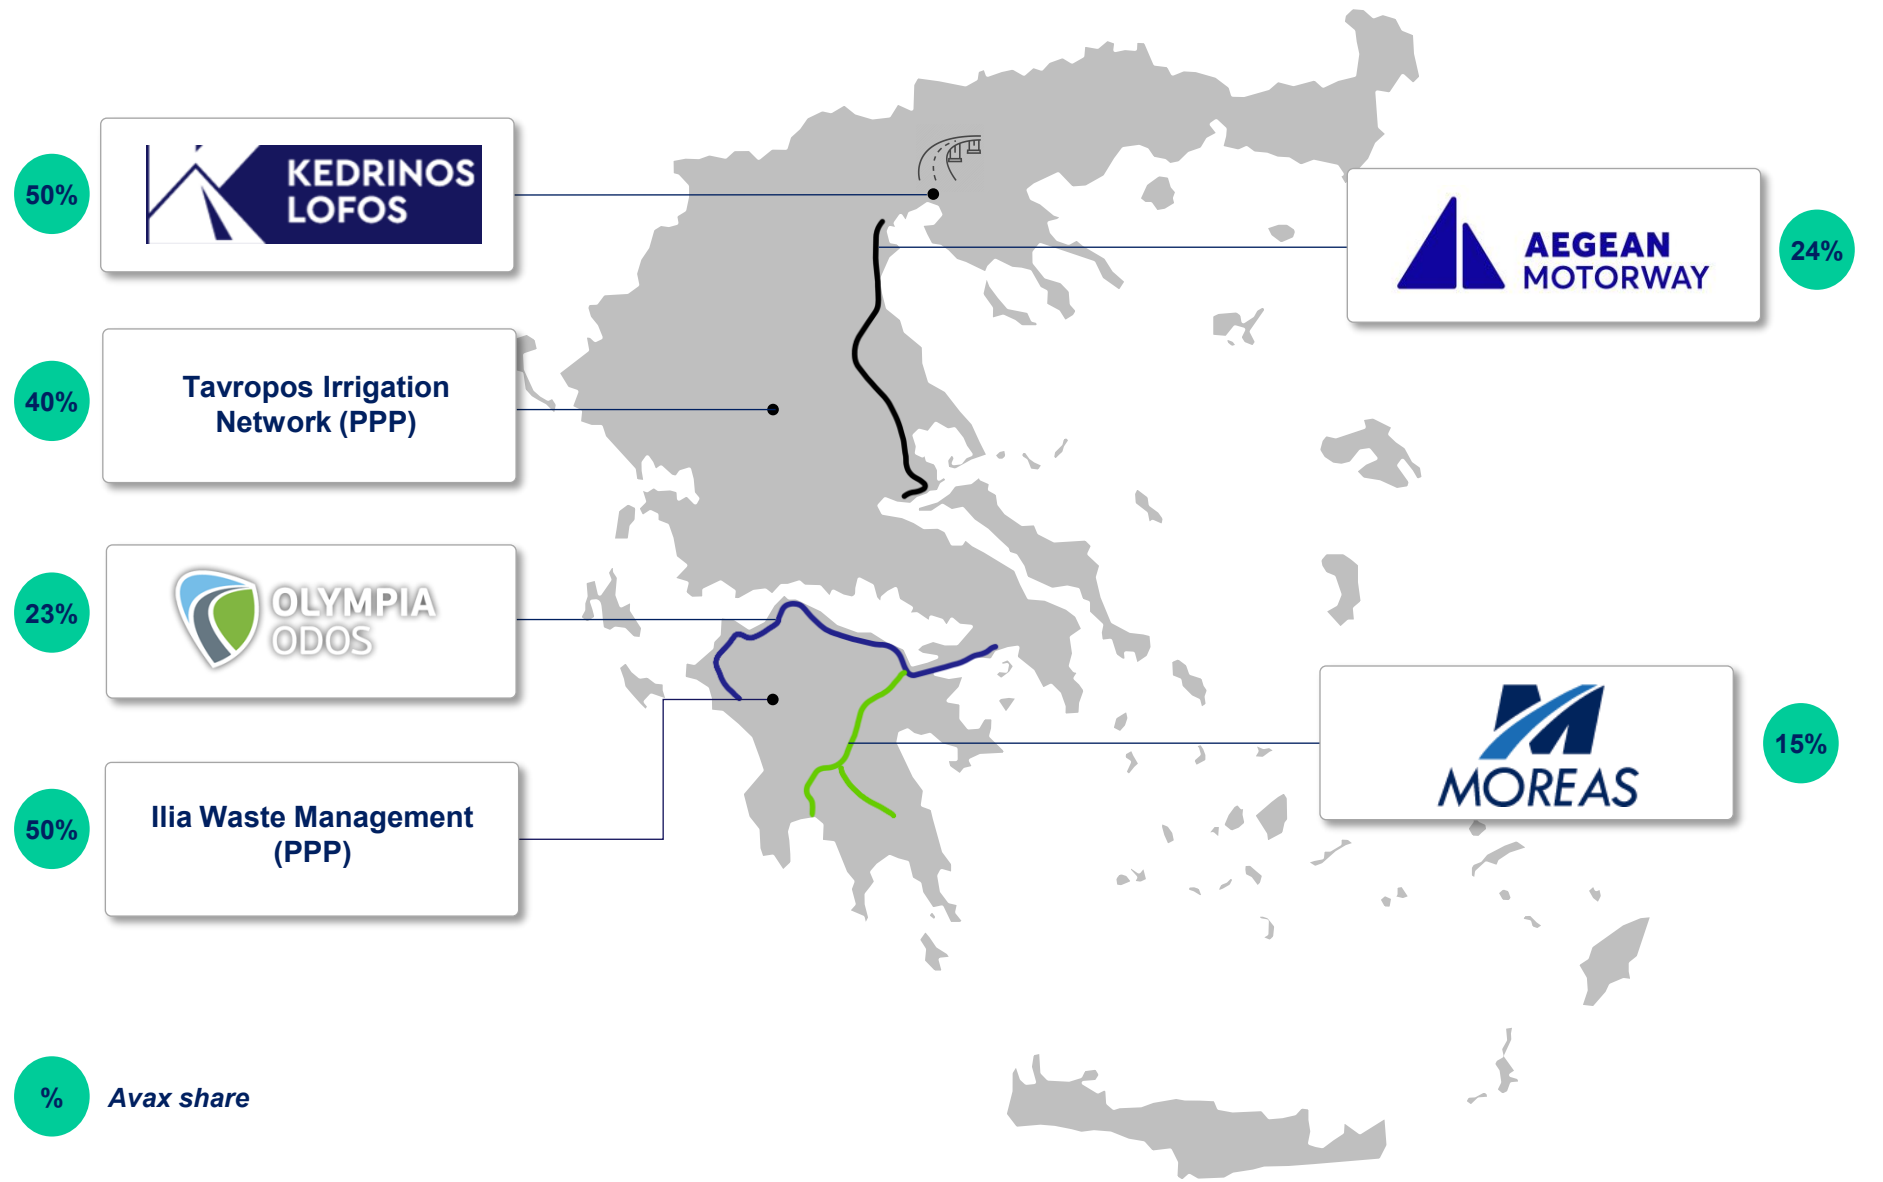 50%
KEDRINOS
LOFOS
AEGEAN
MOTORWAY
24%
40%
Tavropos Irrigation
Network (PPP)
23%
OLYMPIA
ODOS
MOREAS
15%
50%
Ilia Waste Management
(PPP)
%
Avax share